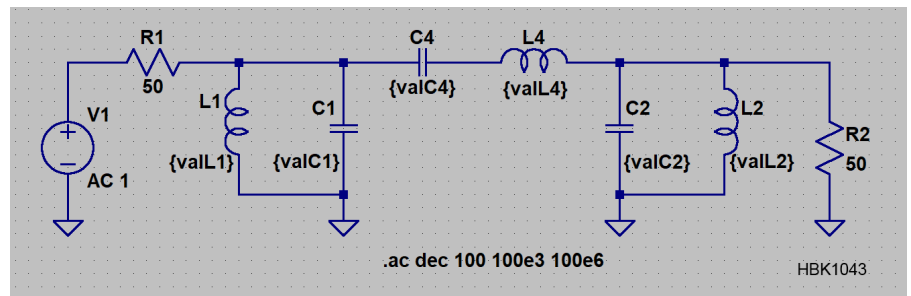 R1
50
C4
{valC4}
L4
{valL4}
V1
AC 1
L1
{valL1}
C1
{valC1}
C2
{valC2}
L2
{valL2}
R2
50
.ac dec 100 100e3 100e6
HBK1043